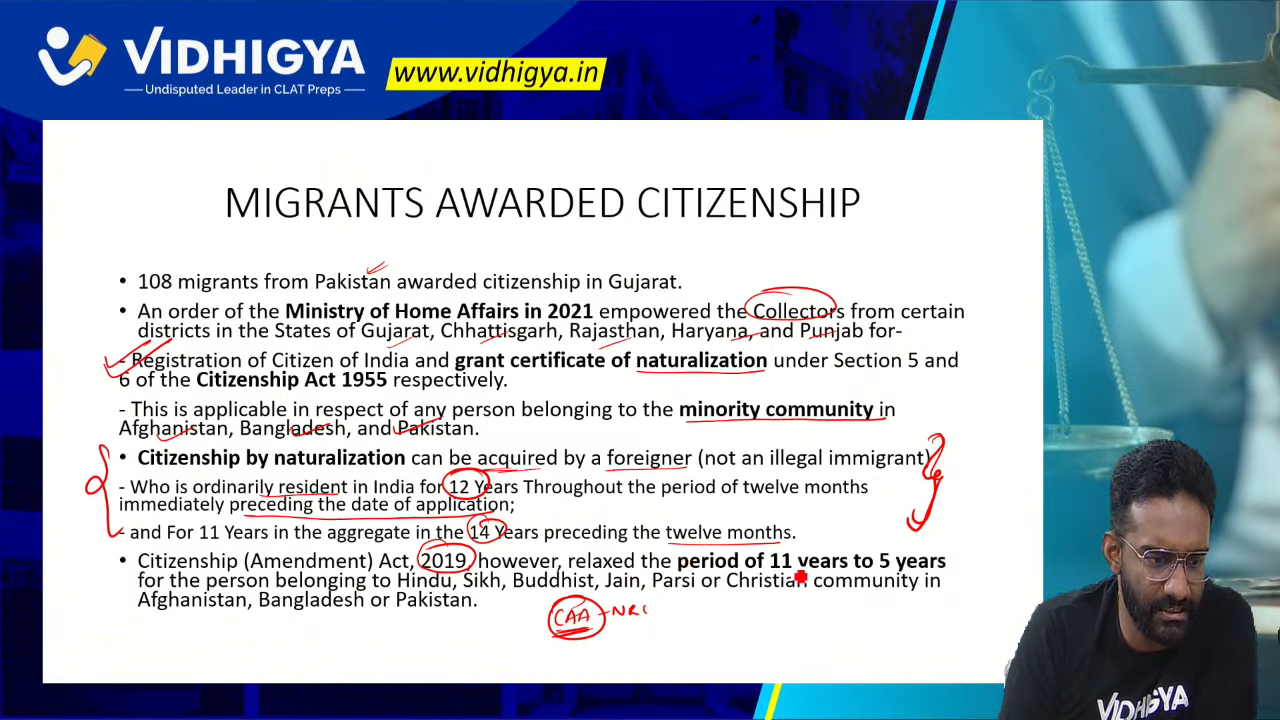 VIDHIGYA
Undisputed Leader in CLAT Preps
www.vidhigya.in
MIGRANTS AWARDED CITIZENSHIP
• 108 migrants from Pakistan awarded citizenship in Gujarat.
• An order of the Ministry of Home Affairs in 2021 empowered the Collectors from certain
districts in the States of Gujarat, Chhattisgarh, Rajasthan, Haryana, and Punjab for-
- Registration of Citizen of India and grant certificate of naturalization under Section 5 and
6 of the Citizenship Act 1955 respectively.
- This is applicable in respect of any person belonging to the minority community in
Afghanistan, Bangladesh, and Pakistan.
• Citizenship by naturalization can be acquired by a foreigner (not an illegal immigrant)
- Who is ordinarily resident in India for 12 Years Throughout the period of twelve months
immediately preceding the date of application;
- and For 11 Years in the aggregate in the 14 Years preceding the twelve months.
• Citizenship (Amendment) Act, 2019, however, relaxed the period of 11 years to 5 years
for the person belonging to Hindu, Sikh, Buddhist, Jain, Parsi or Christian community in
Afghanistan, Bangladesh or Pakistan.
CAA - NRC
VIDHIGYA